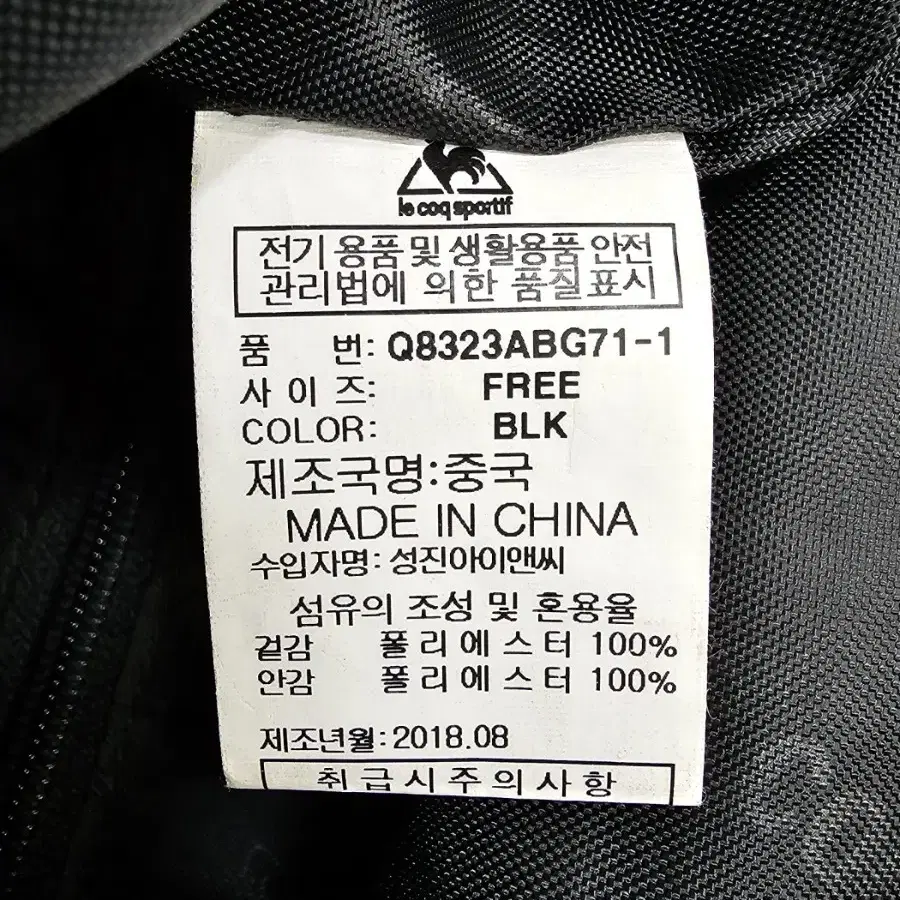 le coq sportif
전기 용품 및 생활용품 안전
관리법에 의한 품질표시
품 번: Q8323ABG71-1
사 이 즈: FREE
COLOR: BLK
제조국명:중국
MADE IN CHINA
수입자명: 성진아이앤씨
섬유의 조성 및 혼용율
겉감 폴리에스터 100%
안감 폴리에스터 100%
제조년월: 2018.08
취급시주의사항